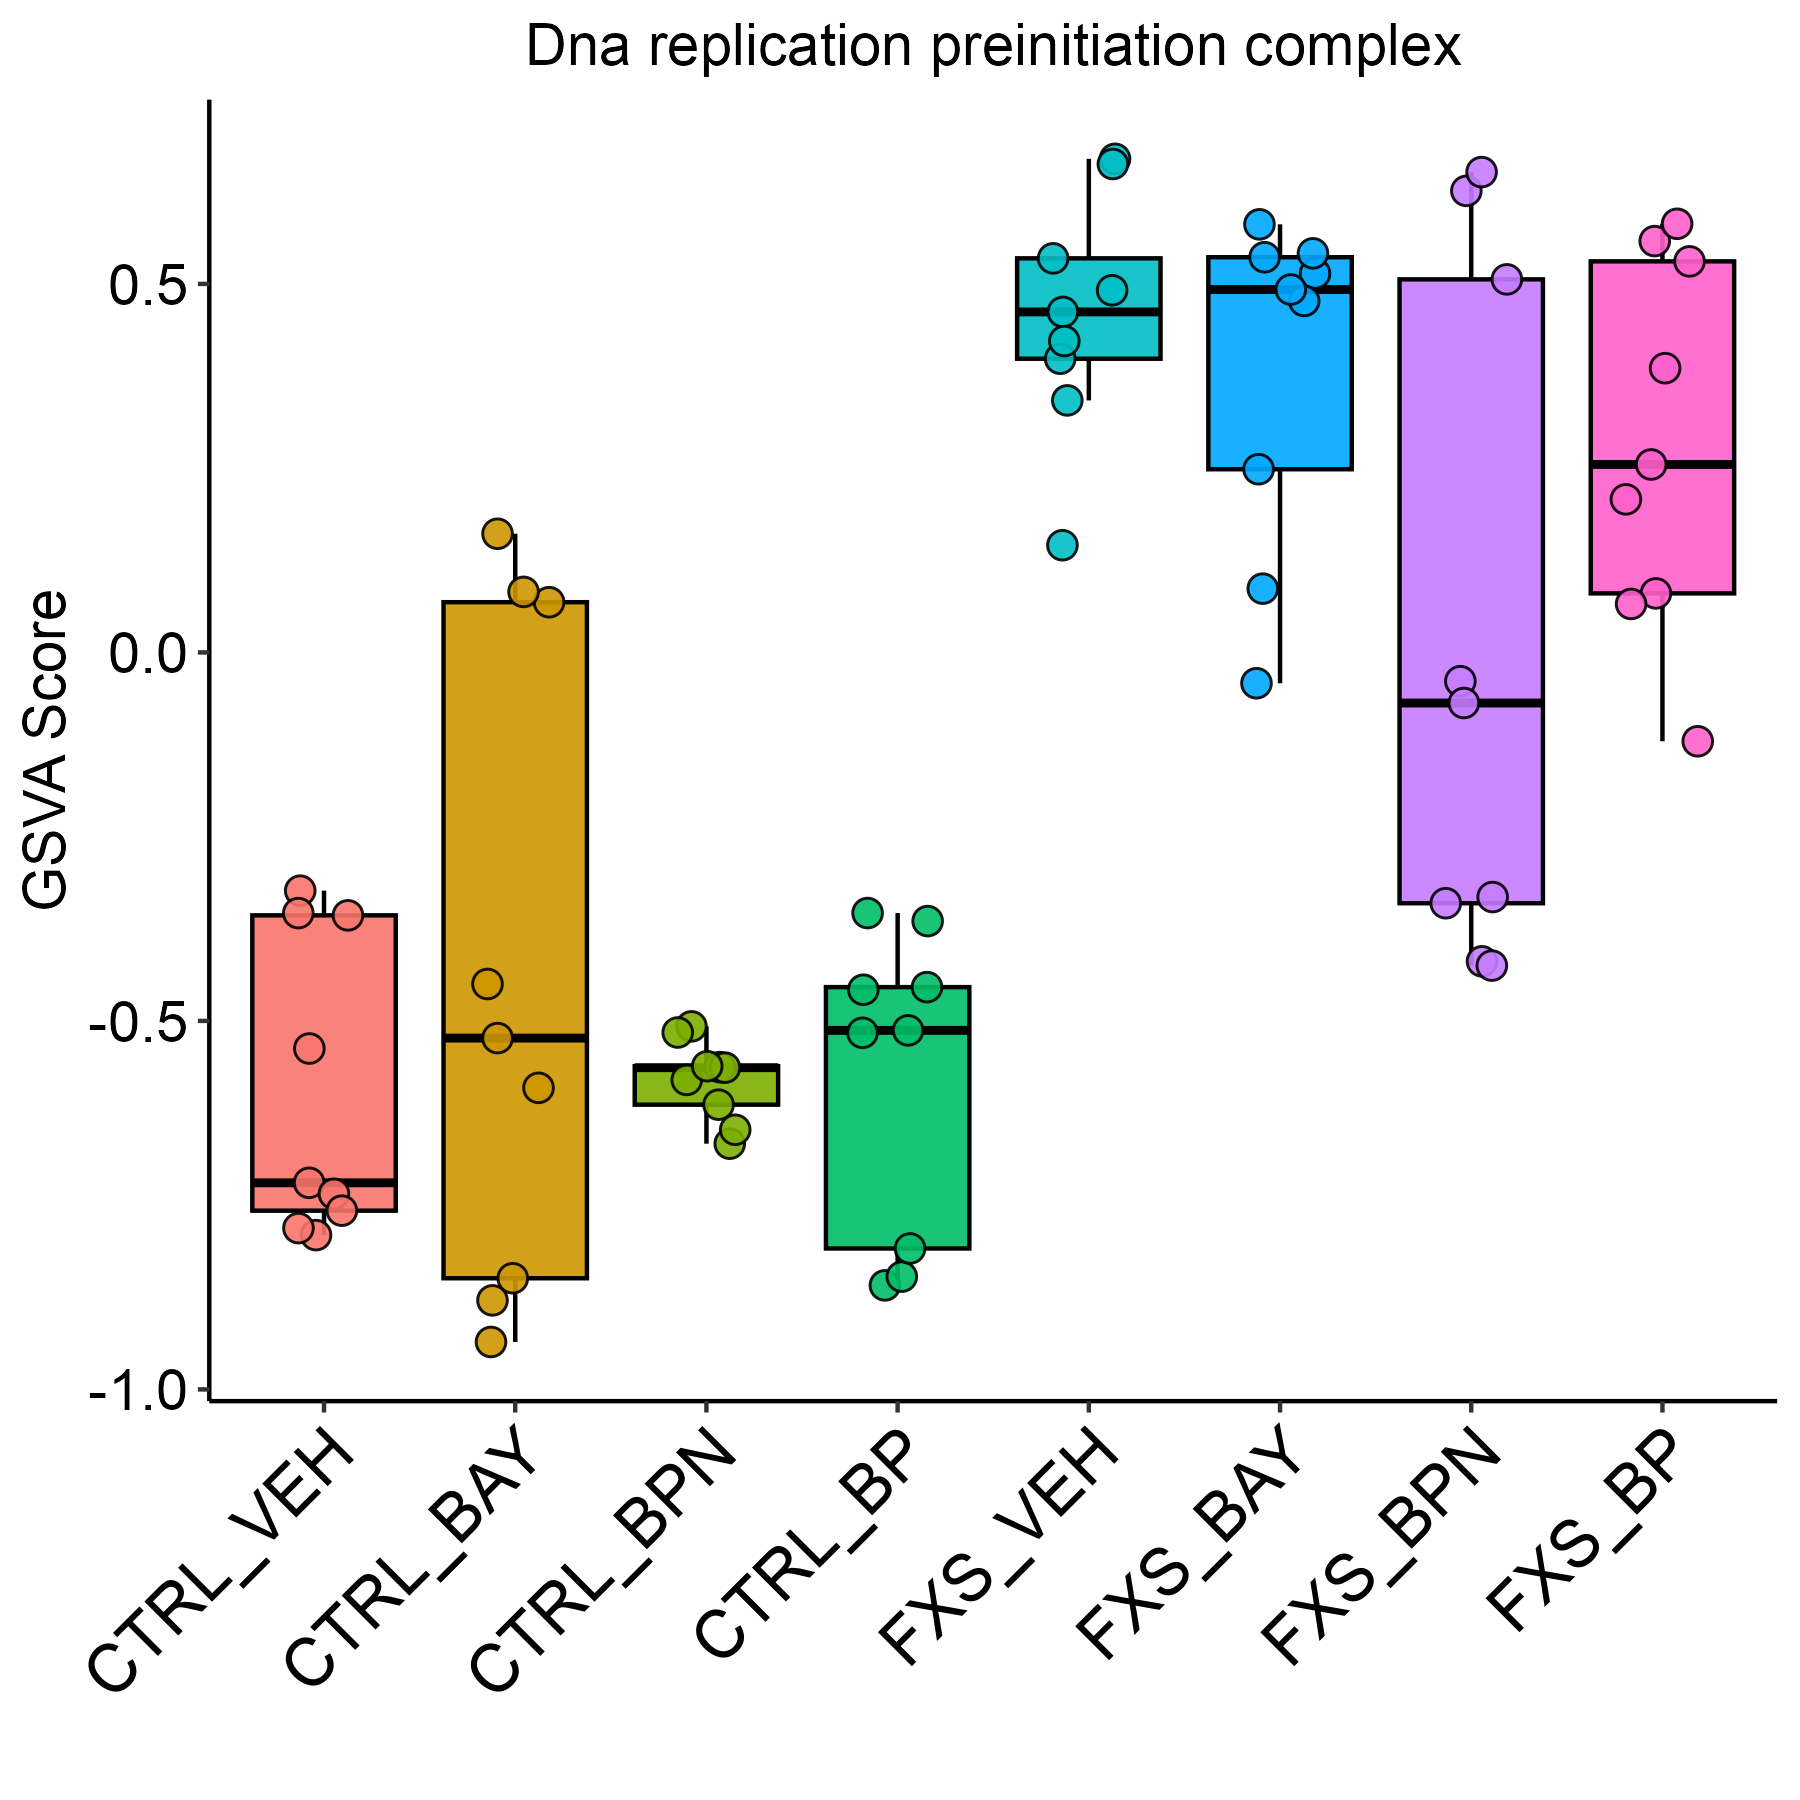 Dna replication preinitiation complex
GSVA Score
0.5
0.0
-0.5
-1.0
CTRL_VEH
CTRL_BAY
CTRL_BPN
CTRL_BP
FXS_VEH
FXS_BAY
FXS_BPN
FXS_BP